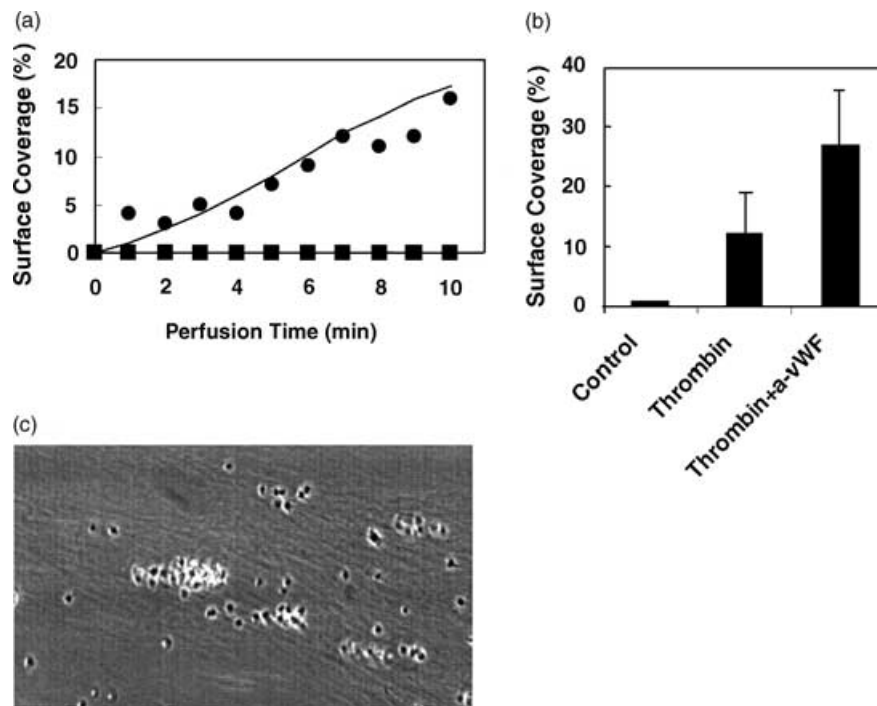 (a)
20
15
10
5
0
Surface Coverage (%)
0 2 4 6 8 10
Perfusion Time (min)
(b)
40
30
20
10
0
Surface Coverage (%)
Control
Thrombin
Thrombin+a-vWF
(c)